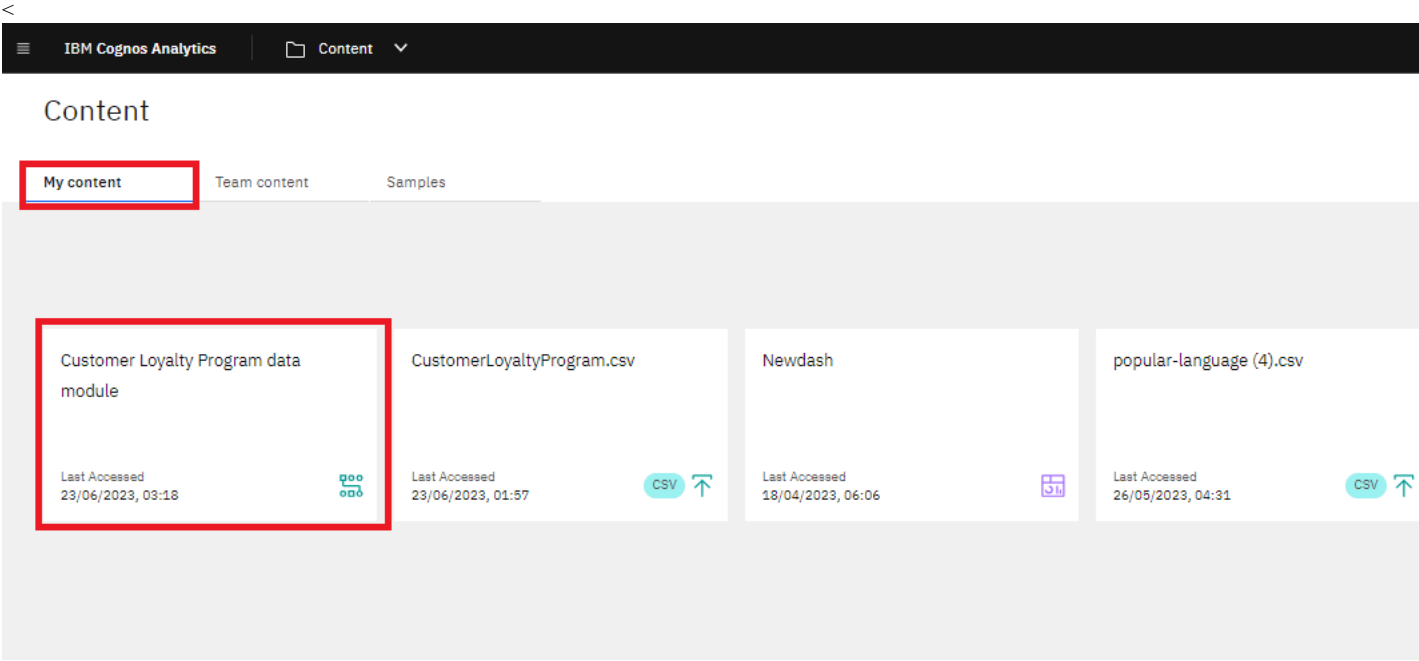 <
IBM Cognos Analytics Content
Content
My content Team content Samples
Customer Loyalty Program data
module
Last Accessed
23/06/2023, 03:18
CustomerLoyaltyProgram.csv
Last Accessed
23/06/2023, 01:57
CSV
Newdash
Last Accessed
18/04/2023, 06:06
popular-language (4).csv
Last Accessed
26/05/2023, 04:31
CSV